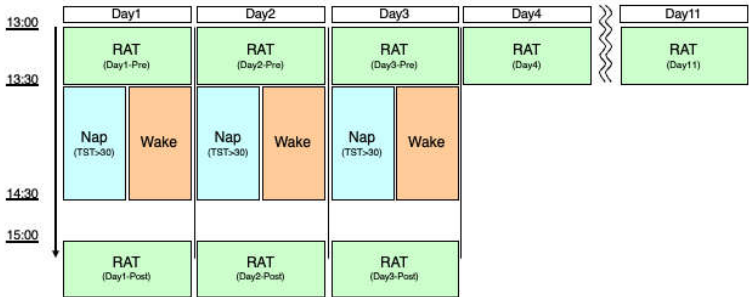 Day1 Day2 Day3 Day4 Day11
13:00
RAT RAT RAT RAT RAT
(Day1-Pre) (Day2-Pre) (Day3-Pre) (Day4) (Day11)
13:30
Nap Wake Nap Wake Nap Wake
(TST>30) (TST>30) (TST>30)
14:30
15:00
RAT RAT RAT
(Day1-Post) (Day2-Post) (Day3-Post)